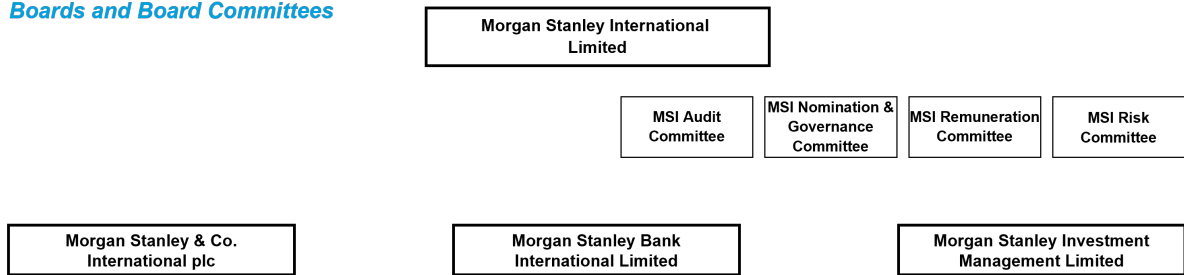 Boards and Board Committees
Morgan Stanley International
Limited
MSI Audit
Committee
MSI Nomination &
Governance
Committee
MSI Remuneration
Committee
MSI Risk
Committee
Morgan Stanley & Co.
International plc
Morgan Stanley Bank
International Limited
Morgan Stanley Investment
Management Limited